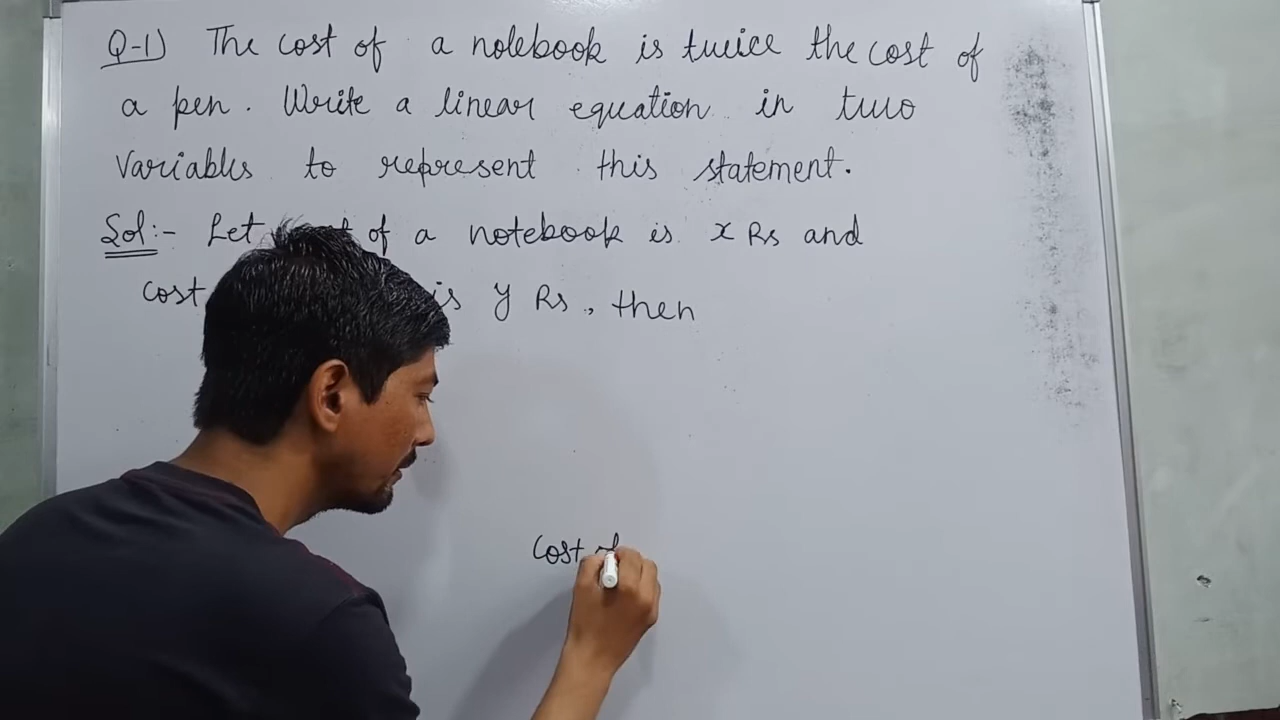 Q-1) The cost of a notebook is twice the cost of
a pen. Write a linear equation in two
variables to represent this statement.
Sol:- Let of a notebook is x Rs and
cost is y Rs, then
Cost of